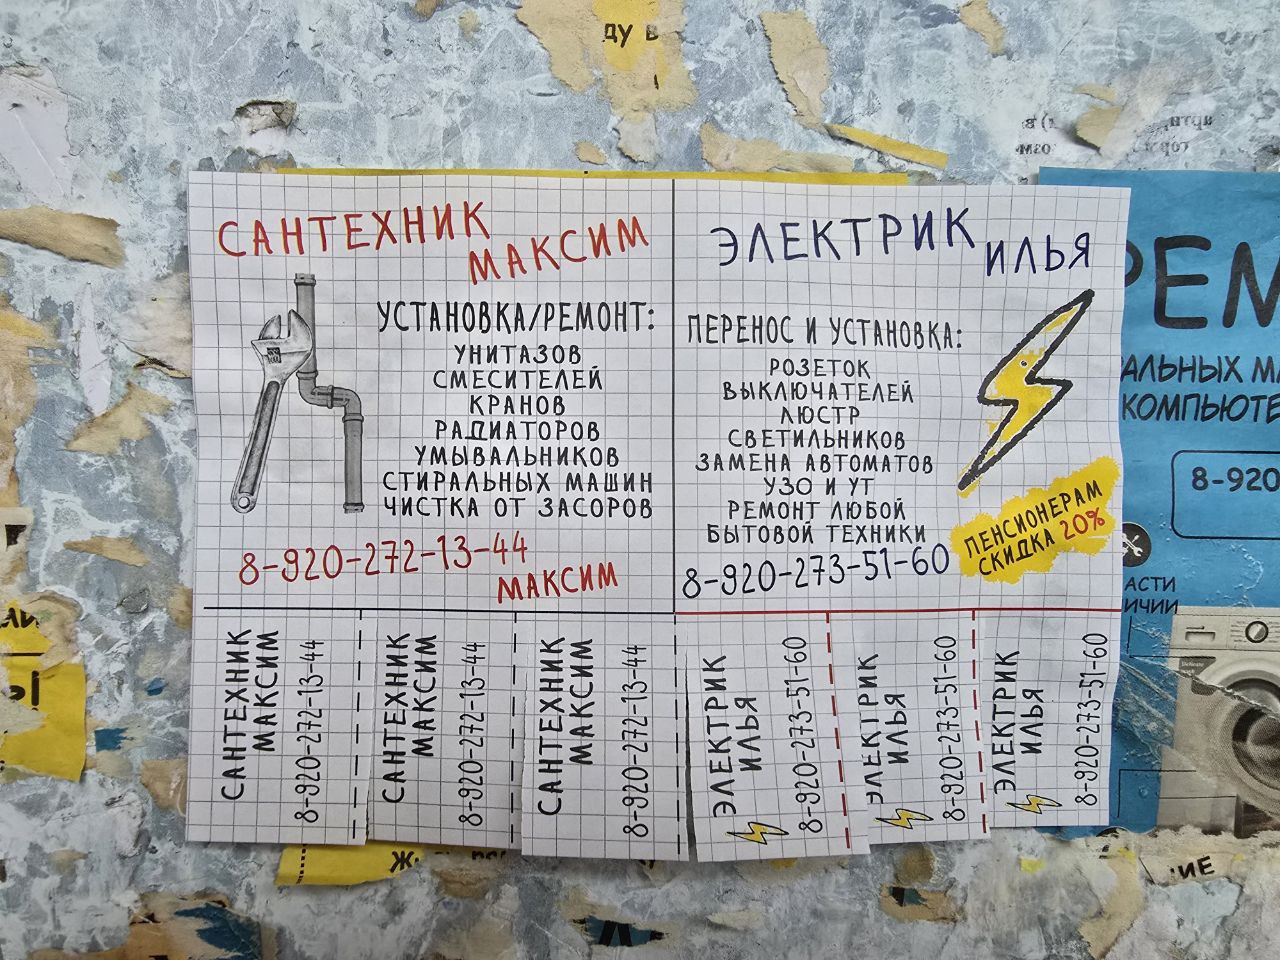 ДУ В
САНТЕХНИК
МАКСИМ
УСТАНОВКА/РЕМОНТ:
УНИТАЗОВ
СМЕСИТЕЛЕЙ
КРАНОВ
РАДИАТОРОВ
УМЫВАЛЬНИКОВ
СТИРАЛЬНЫХ МАШИН
ЧИСТКА ОТ ЗАСОРОВ
8-920-272-13-44
МАКСИМ
ЭЛЕКТРИК
ИЛЬЯ
ПЕРЕНОС И УСТАНОВКА:
РОЗЕТОК
ВЫКЛЮЧАТЕЛЕЙ
ЛЮСТР
СВЕТИЛЬНИКОВ
ЗАМЕНА АВТОМАТОВ
УЗО И УТ
РЕМОНТ ЛЮБОЙ
БЫТОВОЙ ТЕХНИКИ
8-920-273-51-60
ПЕНСИОНЕРАМ
СКИДКА 20%
САНТЕХНИК
МАКСИМ
8-920-272-13-44
САНТЕХНИК
МАКСИМ
8-920-272-13-44
САНТЕХНИК
МАКСИМ
8-920-272-13-44
ЭЛЕКТРИК
ИЛЬЯ
8-920-273-51-60
ЭЛЕКТРИК
ИЛЬЯ
8-920-273-51-60
ЭЛЕКТРИК
ИЛЬЯ
8-920-273-51-60
РЕМ
АЛЬНЫХ МА
КОМПЬЮТЕ
8-920
АСТИ
ИЧИИ
ИЕ